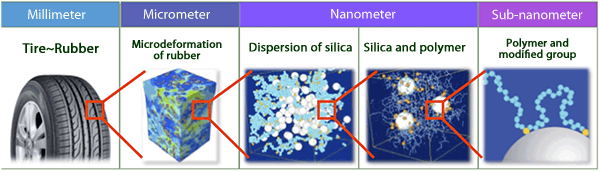 Millimeter
Micrometer
Nanometer
Sub-nanometer
Tire~Rubber
Microdeformation
of rubber
Dispersion of silica
Silica and polymer
Polymer and
modified group